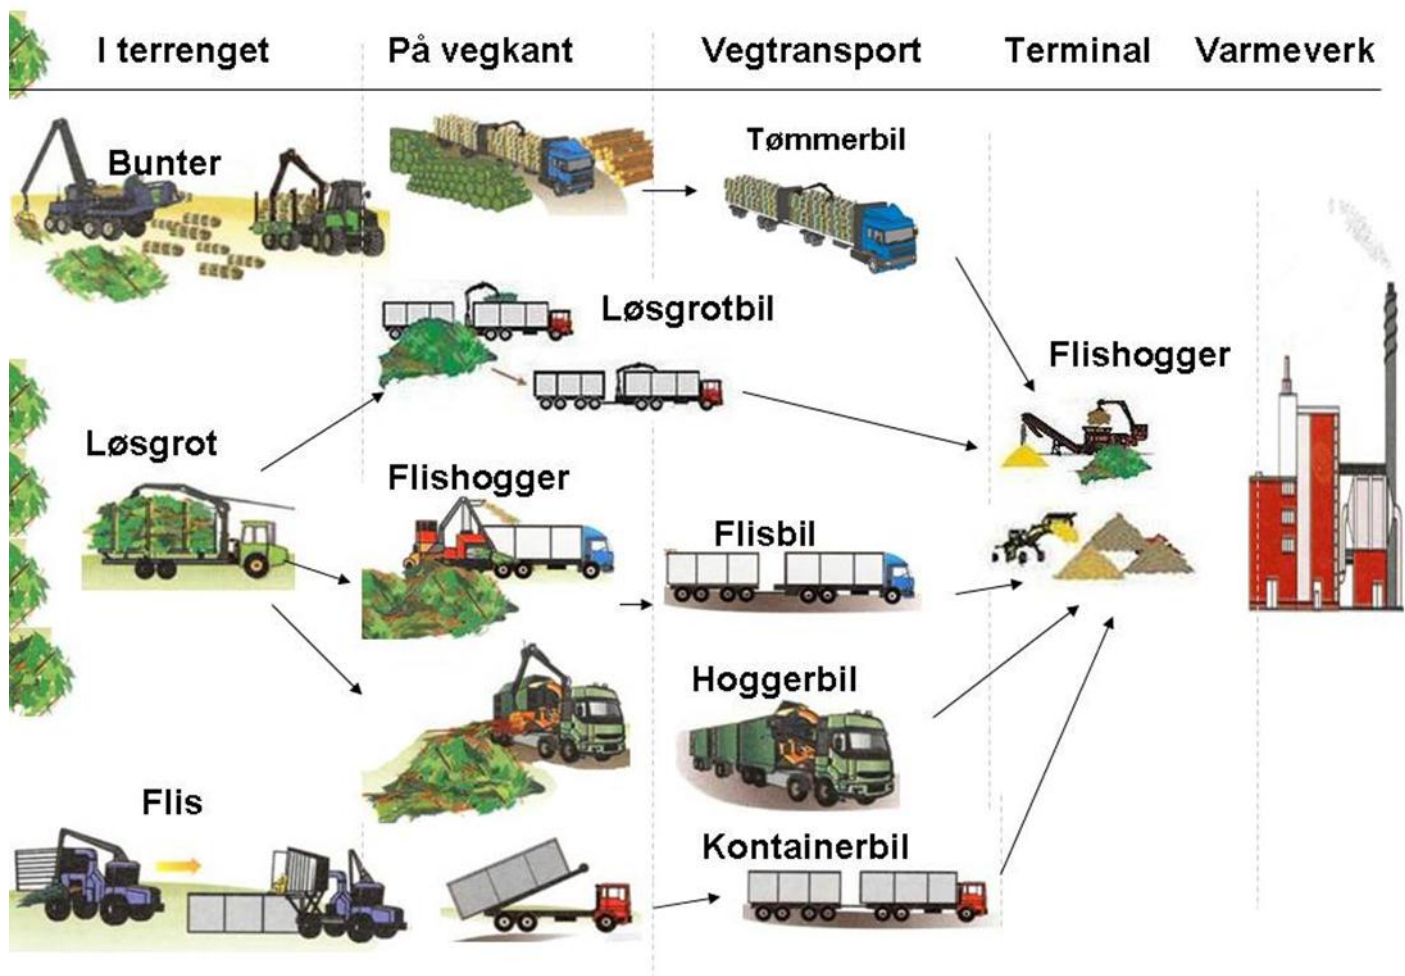 I terrenget
På vegkant
Vegtransport
Terminal
Varmeverk
Bunter
Tømmerbil
Løsgrotbil
Flishogger
Løsgrot
Flishogger
Flisbil
Hoggerbil
Flis
Kontainerbil